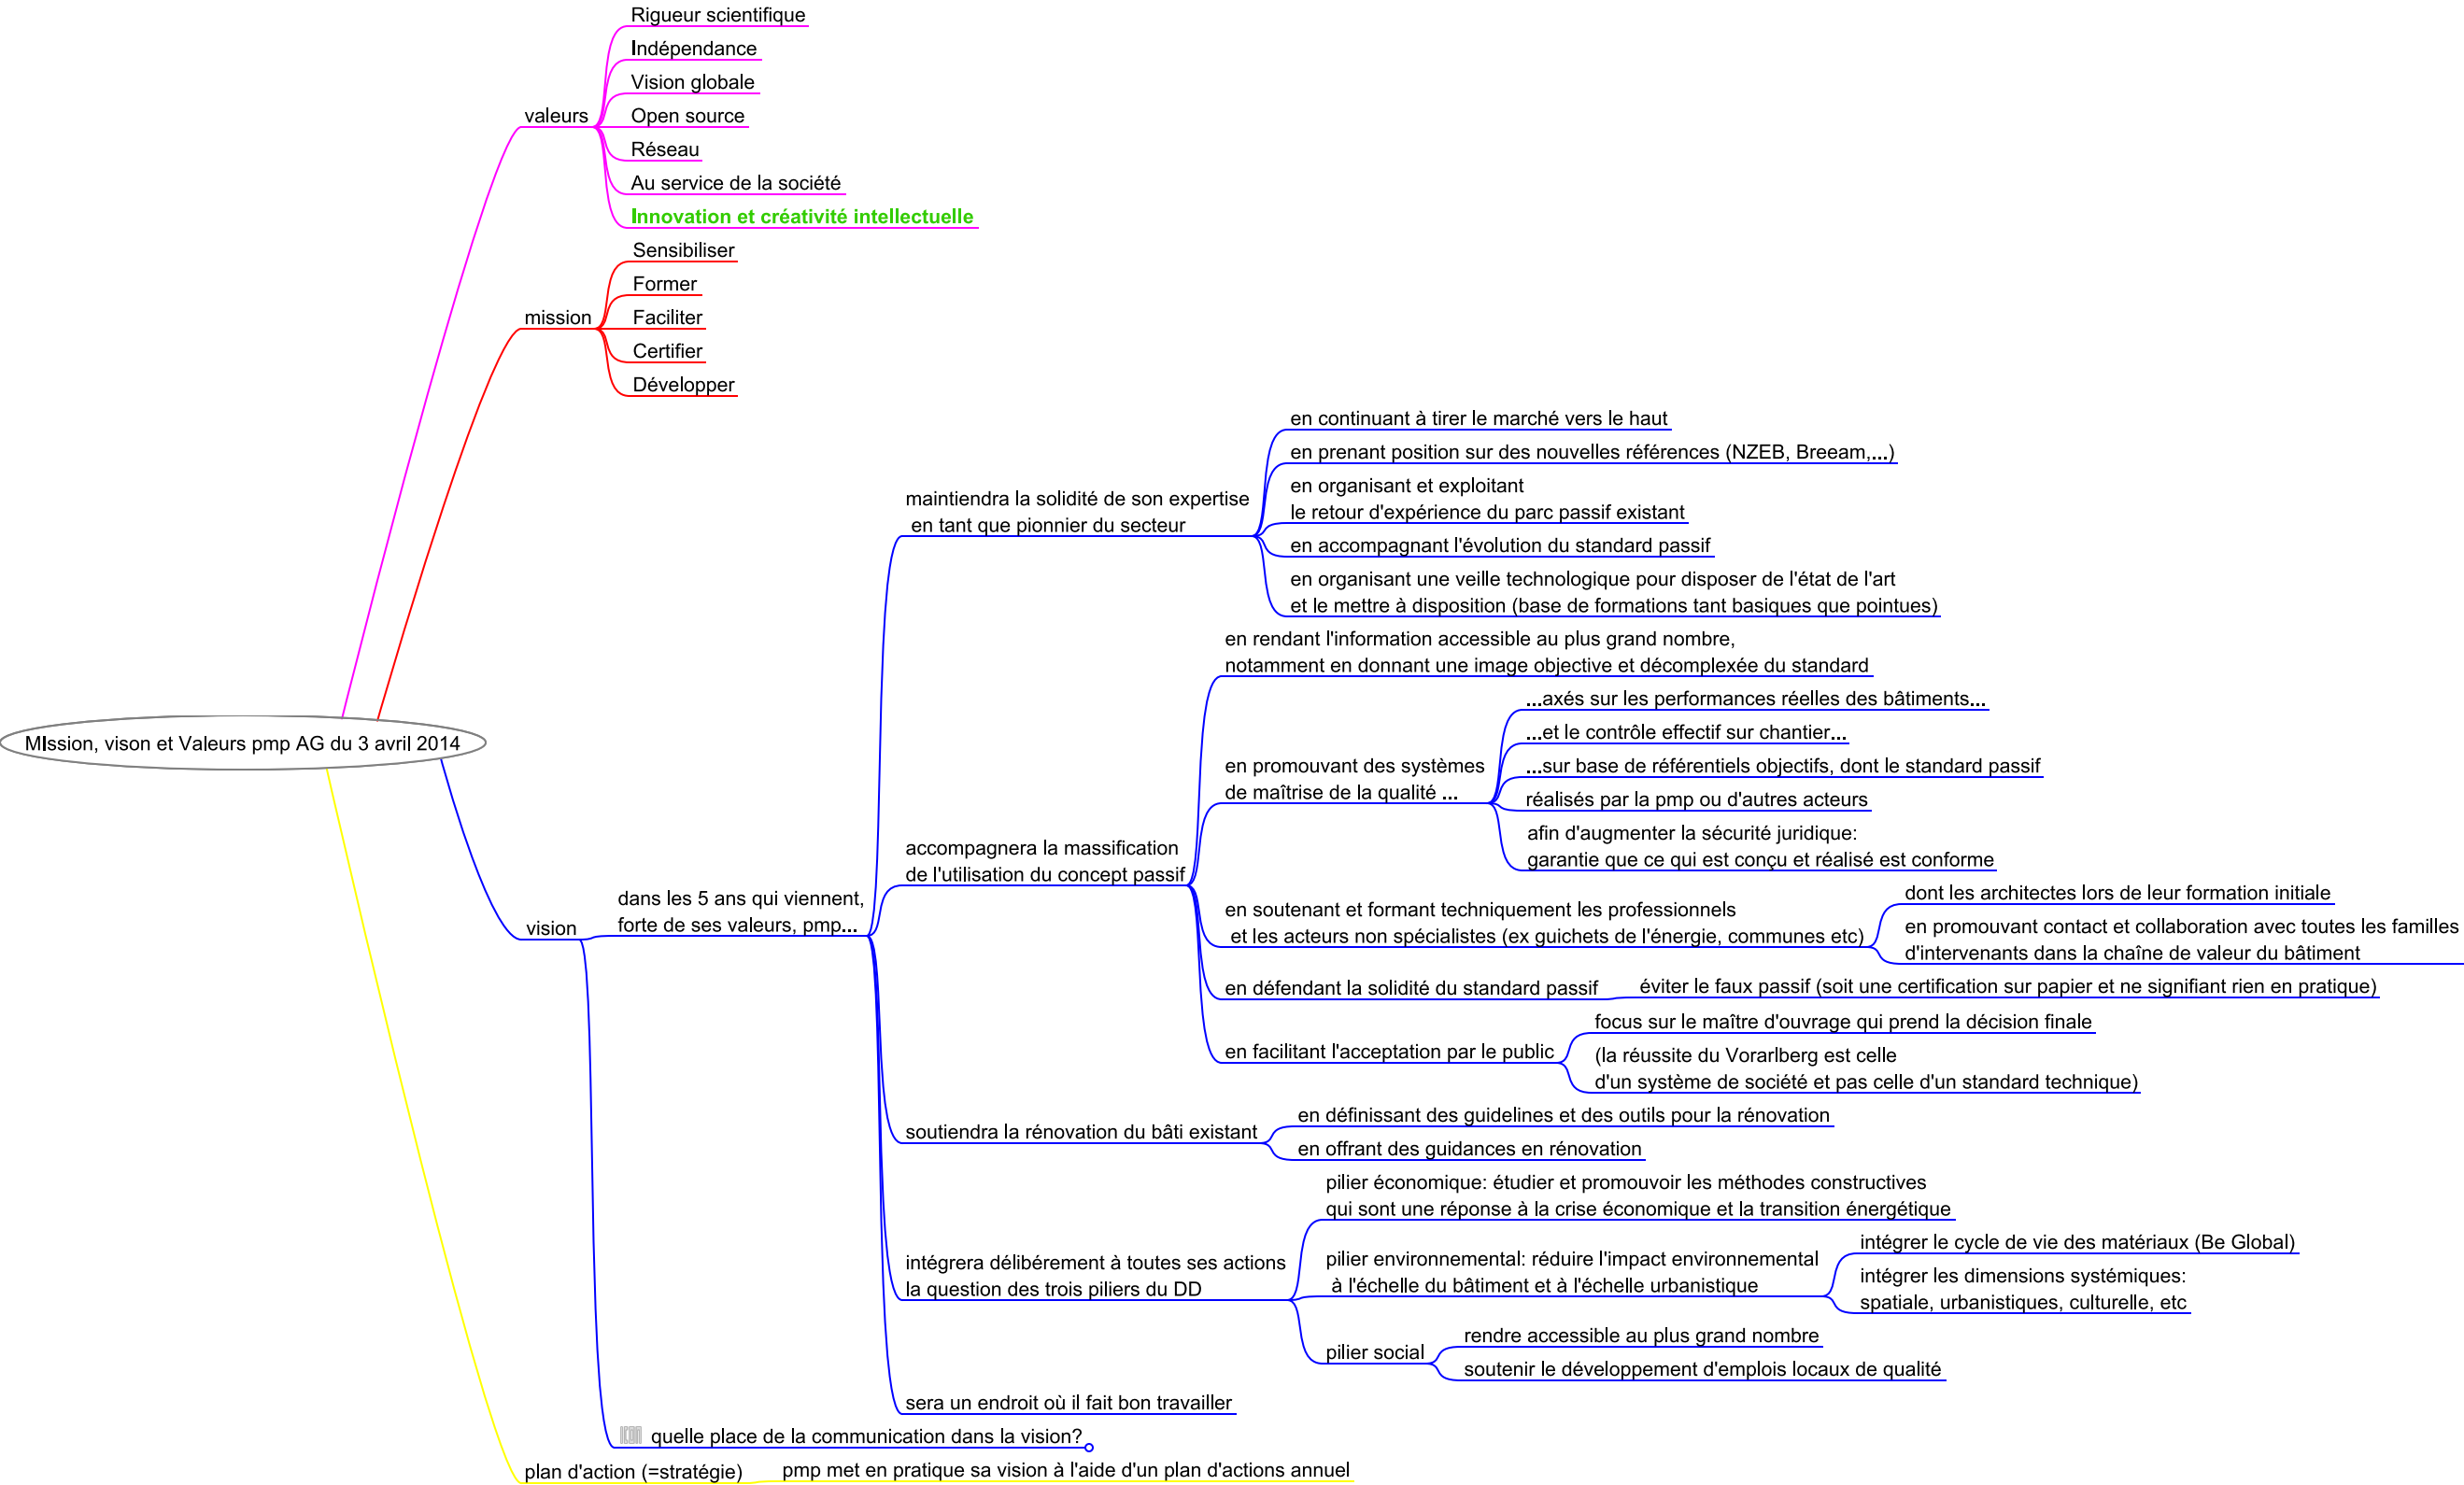 Rigueur scientifique
Indépendance
Vision globale
valeurs
Open source
Réseau
Au service de la société
Innovation et créativité intellectuelle
Sensibiliser
Former
mission
Faciliter
Certifier
Développer
en continuant à tirer le marché vers le haut
en prenant position sur des nouvelles références (NZEB, Breeam,...)
maintiendra la solidité de son expertise
en tant que pionnier du secteur
en organisant et exploitant
le retour d'expérience du parc passif existant
en accompagnant l'évolution du standard passif
en organisant une veille technologique pour disposer de l'état de l'art
et le mettre à disposition (base de formations tant basiques que pointues)
en rendant l'information accessible au plus grand nombre,
notamment en donnant une image objective et décomplexée du standard
MIssion, vison et Valeurs pmp AG du 3 avril 2014
en promouvant des systèmes
de maîtrise de la qualité ...
...axés sur les performances réelles des bâtiments...
...et le contrôle effectif sur chantier...
...sur base de référentiels objectifs, dont le standard passif
réalisés par la pmp ou d'autres acteurs
afin d'augmenter la sécurité juridique:
garantie que ce qui est conçu et réalisé est conforme
accompagnera la massification
de l'utilisation du concept passif
vision
dans les 5 ans qui viennent,
forte de ses valeurs, pmp...
en soutenant et formant techniquement les professionnels
et les acteurs non spécialistes (ex guichets de l'énergie, communes etc)
dont les architectes lors de leur formation initiale
en promouvant contact et collaboration avec toutes les familles
d'intervenants dans la chaîne de valeur du bâtiment
en défendant la solidité du standard passif
éviter le faux passif (soit une certification sur papier et ne signifiant rien en pratique)
en facilitant l'acceptation par le public
focus sur le maître d'ouvrage qui prend la décision finale
(la réussite du Vorarlberg est celle
d'un système de société et pas celle d'un standard technique)
soutiendra la rénovation du bâti existant
en définissant des guidelines et des outils pour la rénovation
en offrant des guidances en rénovation
intégrera délibérement à toutes ses actions
la question des trois piliers du DD
pilier économique: étudier et promouvoir les méthodes constructives
qui sont une réponse à la crise économique et la transition énergétique
pilier environnemental: réduire l'impact environnemental
à l'échelle du bâtiment et à l'échelle urbanistique
intégrer le cycle de vie des matériaux (Be Global)
intégrer les dimensions systémiques:
spatiale, urbanistiques, culturelle, etc
pilier social
rendre accessible au plus grand nombre
soutenir le développement d'emplois locaux de qualité
sera un endroit où il fait bon travailler
ICON quelle place de la communication dans la vision?
plan d'action (=stratégie)
pmp met en pratique sa vision à l'aide d'un plan d'actions annuel